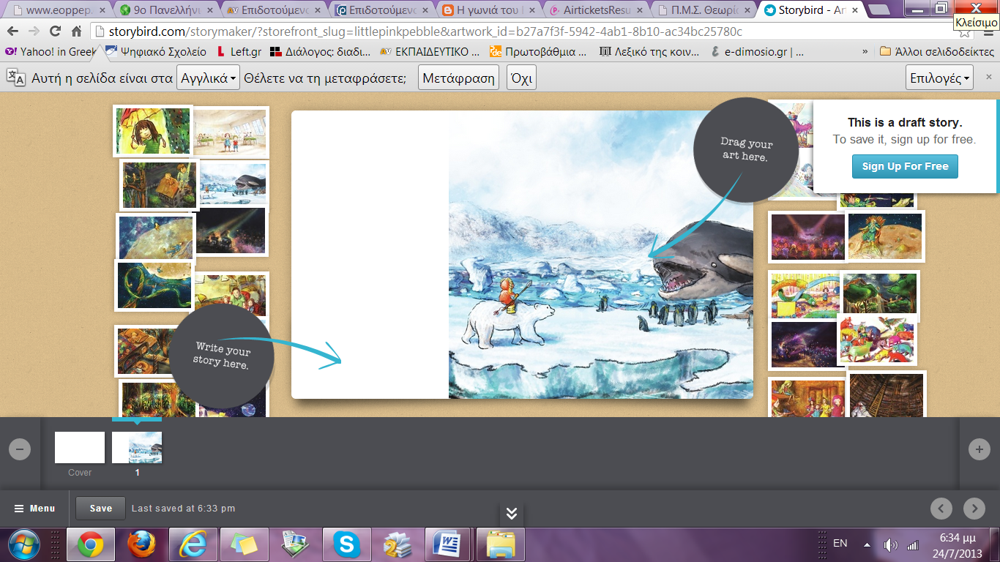 www.eoppep.
9ο Πανελλήνι
Επιδοτούμενο
Επιδοτούμεν
Η γωνιά του
AirticketsResu
Π.Μ.Σ. Θεωρί
Storybird - Ar
Κλείσιμο
storybird.com/storymaker/?storefront_slug=littlepinkpebble&artwork_id=b27a7f3f-5942-4ab1-8b10-ac34bc25780c
Yahoo! in Greek
Ψηφιακό Σχολείο
Left.gr
Διάλογος: διαδι...
ΕΚΠΑΙΔΕΥΤΙΚΟ ...
Πρωτοβάθμια ...
Λεξικό της κοιν...
e-dimosio.gr | ...
»
Άλλοι σελιδοδείκτες
Αυτή η σελίδα είναι στα Αγγλικά Θέλετε να τη μεταφράσετε; Μετάφραση Όχι
Επιλογές
Drag your
art here.
This is a draft story.
To save it, sign up for free.
Sign Up For Free
Write your
story here.
Cover
1
Menu
Save
Last saved at 6:33 pm
EN
6:34 μμ
24/7/2013